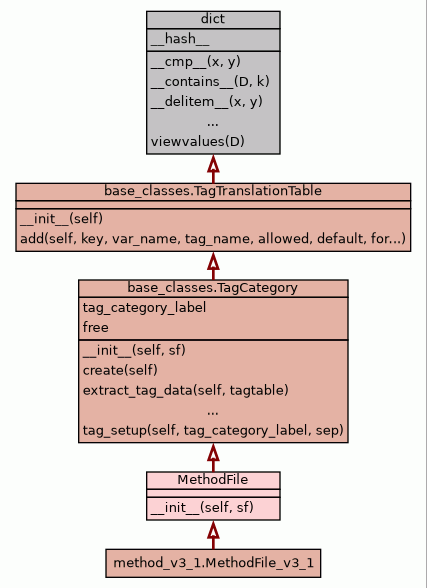 dict
__hash__
__cmp__(x, y)
__contains__(D, k)
__delitem__(x, y)
...
viewvalues(D)
base_classes.TagTranslationTable
__init__(self)
add(self, key, var_name, tag_name, allowed, default, for...)
base_classes.TagCategory
tag_category_label
free
__init__(self, sf)
create(self)
extract_tag_data(self, tagtable)
...
tag_setup(self, tag_category_label, sep)
MethodFile
__init__(self, sf)
method_v3_1.MethodFile_v3_1